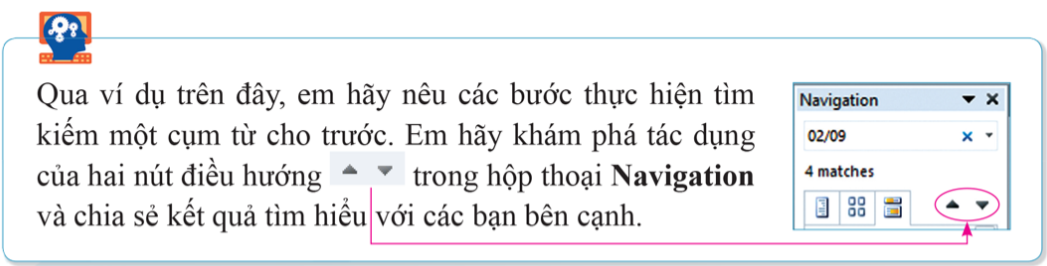 Qua ví dụ trên đây, em hãy nêu các bước thực hiện tìm
kiếm một cụm từ cho trước. Em hãy khám phá tác dụng
của hai nút điều hướng trong hộp thoại Navigation
và chia sẻ kết quả tìm hiểu với các bạn bên cạnh.
Navigation
02/09
4 matches